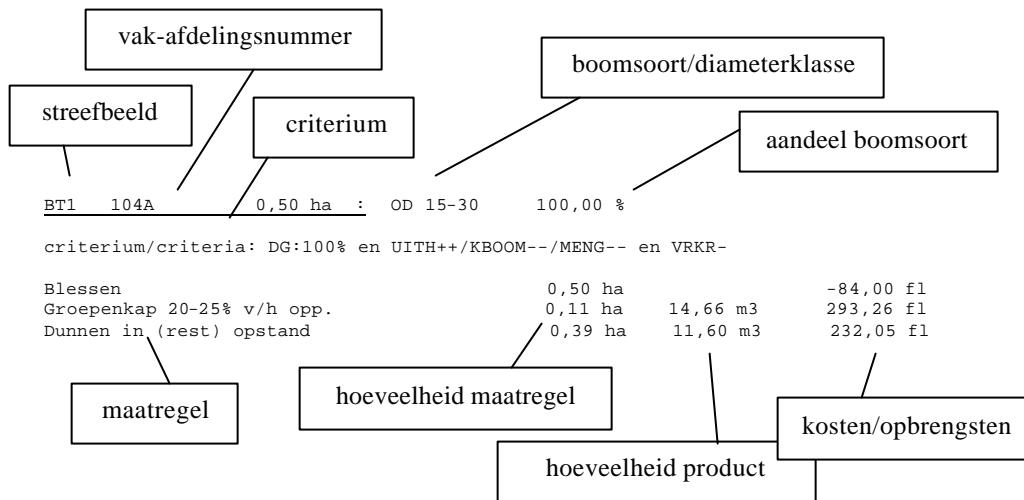 vak-afdelingsnummer
boomsoort/diameterklasse
streefbeeld
criterium
aandeel boomsoort
BT1 104A 0,50 ha : OD 15-30 100,00 %
criterium/criteria: DG:100% en UITH++/KBOOM--/MENG-- en VRKR-
Blessen 0,50 ha -84,00 fl
Groepenkap 20-25% v/h opp. 0,11 ha 14,66 m3 293,26 fl
Dunnen in (rest) opstand 0,39 ha 11,60 m3 232,05 fl
maatregel
hoeveelheid maatregel
kosten/opbrengsten
hoeveelheid product